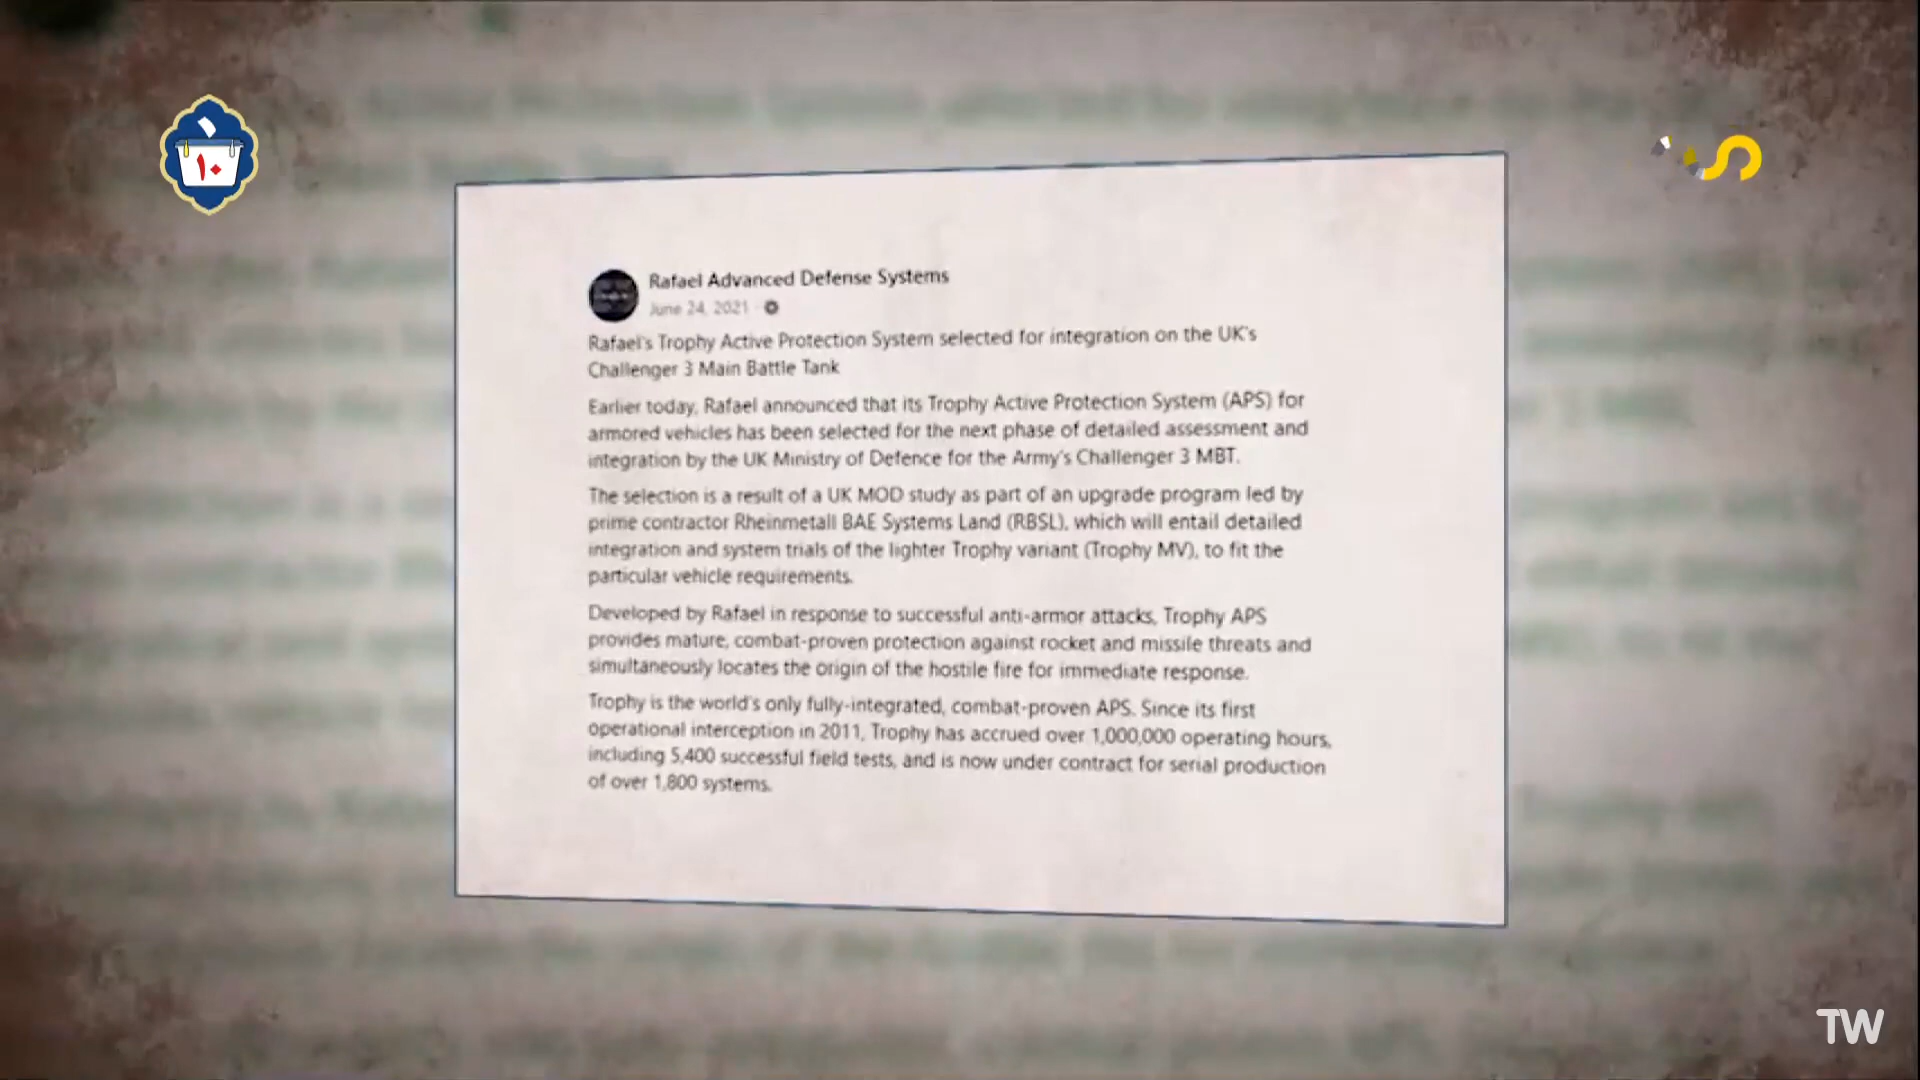 ۱۰
Rafael Advanced Defense Systems
June 24, 2021
Rafael's Trophy Active Protection System selected for integration on the UK's
Challenger 3 Main Battle Tank
Earlier today, Rafael announced that its Trophy Active Protection System (APS) for
armored vehicles has been selected for the next phase of detailed assessment and
integration by the UK Ministry of Defence for the Army's Challenger 3 MBT.
The selection is a result of a UK MOD study as part of an upgrade program led by
prime contractor Rheinmetall BAE Systems Land (RBSL), which will entail detailed
integration and system trials of the lighter Trophy variant (Trophy MV), to fit the
particular vehicle requirements.
Developed by Rafael in response to successful anti-armor attacks, Trophy APS
provides mature, combat-proven protection against rocket and missile threats and
simultaneously locates the origin of the hostile fire for immediate response.
Trophy is the world's only fully-integrated, combat-proven APS. Since its first
operational interception in 2011, Trophy has accrued over 1,000,000 operating hours,
including 5,400 successful field tests, and is now under contract for serial production
of over 1,800 systems.
TW